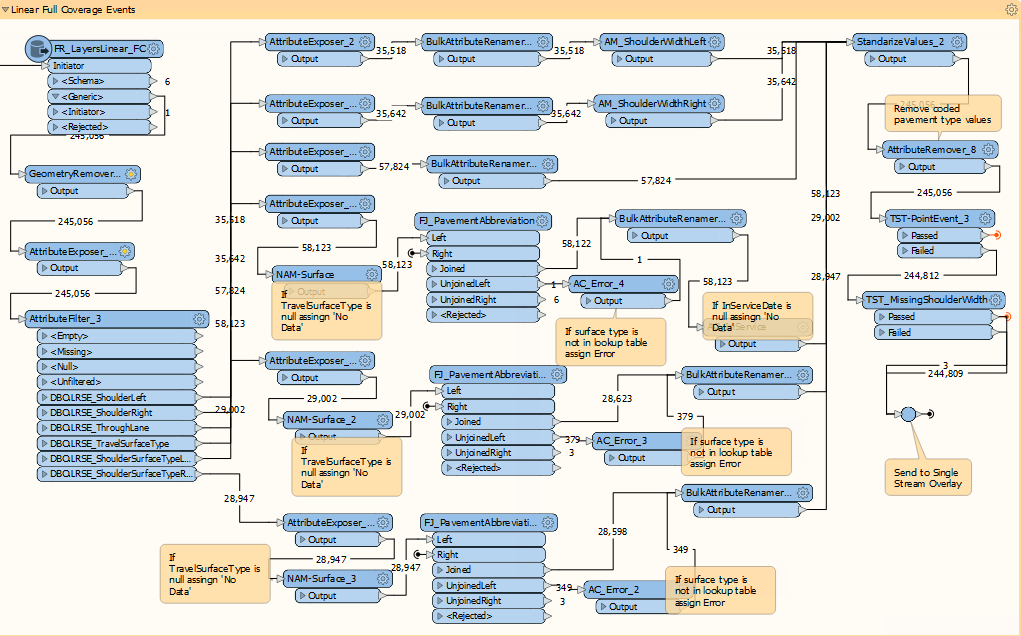 Linear Full Coverage Events
FR_LayersLinear_FC
Initiator
<Schema>
6
<Generic>
<Initiator>
1
<Rejected>
245,056
GeometryRemover...
Output
245,056
AttributeExposer_...
Output
245,056
AttributeFilter_3
<Empty>
<Missing>
<Null>
<Unfiltered>
DBO_LRSE_ShoulderLeft
DBO_LRSE_ShoulderRight
DBO_LRSE_ThroughLane
DBO_LRSE_TravelSurfaceType
DBO_LRSE_ShoulderSurfaceTypeL...
DBO_LRSE_ShoulderSurfaceTypeR...
35,518
35,642
57,824
58,123
29,002
28,947
AttributeExposer_2
Output
35,518
BulkAttributeRenamer...
Output
35,518
AM_ShoulderWidthLeft
Output
35,518
AttributeExposer_...
Output
35,642
BulkAttributeRenamer...
Output
35,642
AM_ShoulderWidthRight
Output
35,642
AttributeExposer_...
Output
57,824
BulkAttributeRenamer...
Output
57,824
AttributeExposer_...
Output
58,123
NAM-Surface
Output
If
TravelSurfaceType is
null assingn 'No
Data'
58,123
FJ_PavementAbbreviation
Left
Right
Joined
UnjoinedLeft
1
UnjoinedRight
6
<Rejected>
58,122
AC_Error_4
Output
1
If surface type is
not in lookup table
assign Error
BulkAttributeRenamer...
Output
58,123
If InServiceDate is
null assingn 'No
Data'
Output
58,123
29,002
28,947
AttributeExposer_...
Output
29,002
NAM-Surface_2
Output
If
TravelSurfaceType is
null assingn 'No
Data'
29,002
FJ_PavementAbbreviati...
Left
Right
Joined
UnjoinedLeft
379
UnjoinedRight
3
<Rejected>
28,623
AC_Error_3
Output
379
If surface type is
not in lookup table
assign Error
BulkAttributeRenamer...
Output
AttributeExposer_...
Output
28,947
NAM-Surface_3
Output
If
TravelSurfaceType is
null assingn 'No
Data'
28,947
FJ_PavementAbbreviati...
Left
Right
Joined
UnjoinedLeft
349
UnjoinedRight
3
<Rejected>
28,598
AC_Error_2
Output
349
If surface type is
not in lookup table
assign Error
BulkAttributeRenamer...
Output
StandarizeValues_2
Output
245,056
Remove coded
pavement type values
AttributeRemover_8
Output
245,056
TST-PointEvent_3
Passed
Failed
244,812
TST_MissingShoulderWidth
Passed
Failed
3
244,809
Send to Single
Stream Overlay